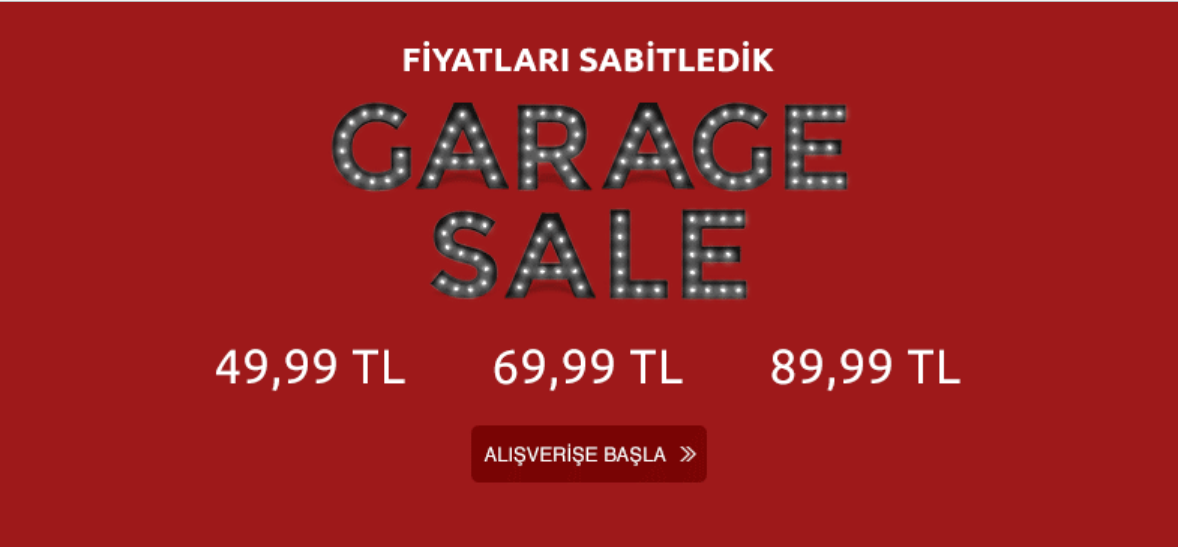 FİYATLARI SABİTLEDİK
GARAGE
SALE
49,99 TL 69,99 TL 89,99 TL
ALIŞVERİŞE BAŞLA »